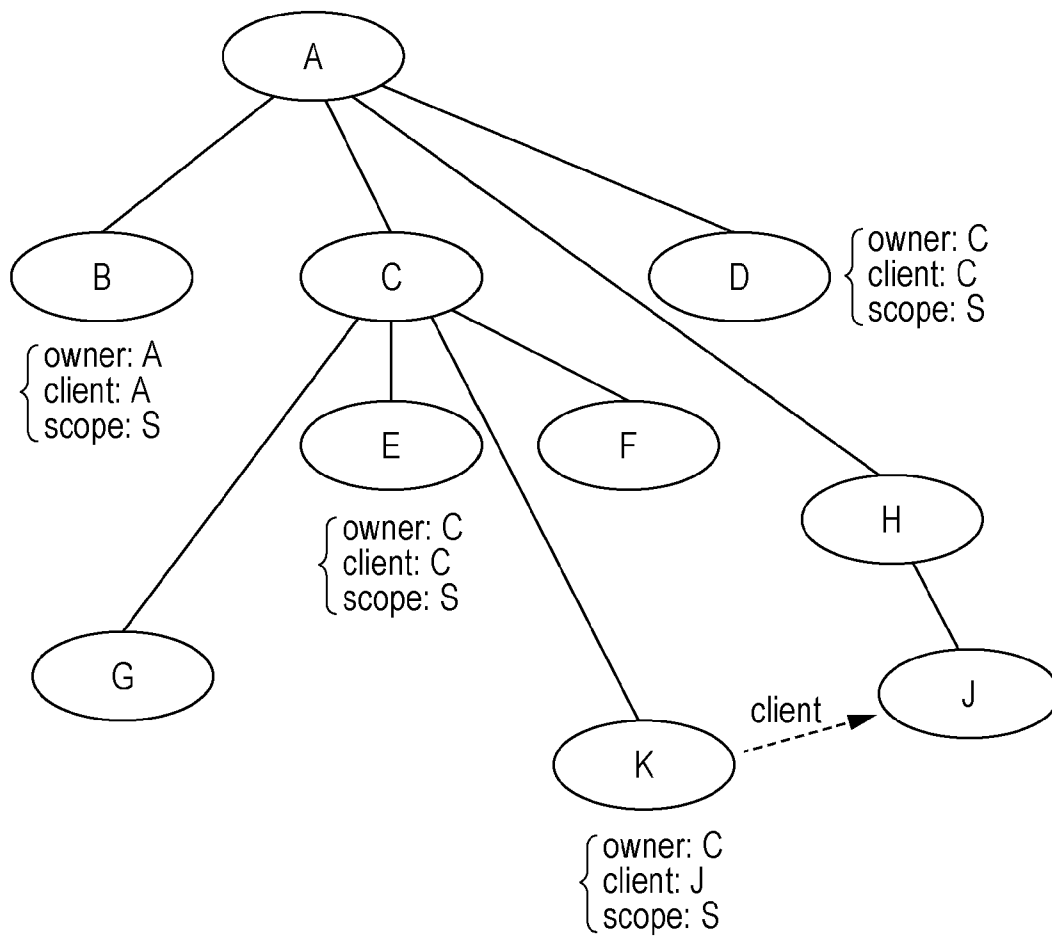 A
B
C
D
owner: C
client: C
scope: S
owner: A
client: A
scope: S
E
F
owner: C
client: C
scope: S
H
G
J
client
K
owner: C
client: J
scope: S